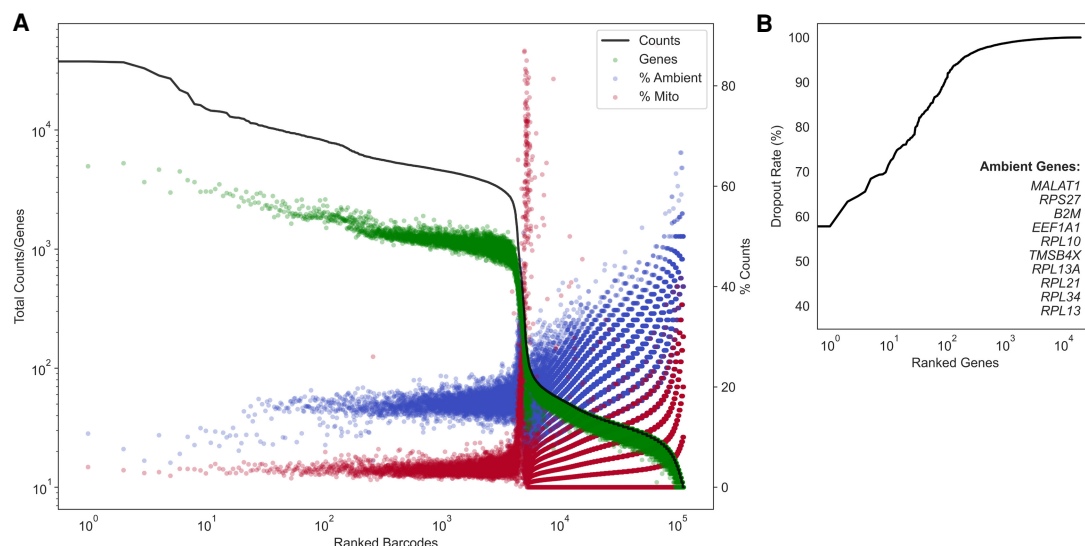 A
Total Counts/Genes
10^4
10^3
10^2
10^1
Counts
Genes
% Ambient
% Mito
80
60
40
20
0
% Counts
10^0
10^1
10^2
10^3
10^4
10^5
Ranked Barcodes
B
Dropout Rate (%)
100
90
80
70
60
50
40
Ambient Genes:
MALAT1
RPS27
B2M
EEF1A1
RPL10
TMSB4X
RPL13A
RPL21
RPL34
RPL13
10^0
10^1
10^2
10^3
10^4
Ranked Genes